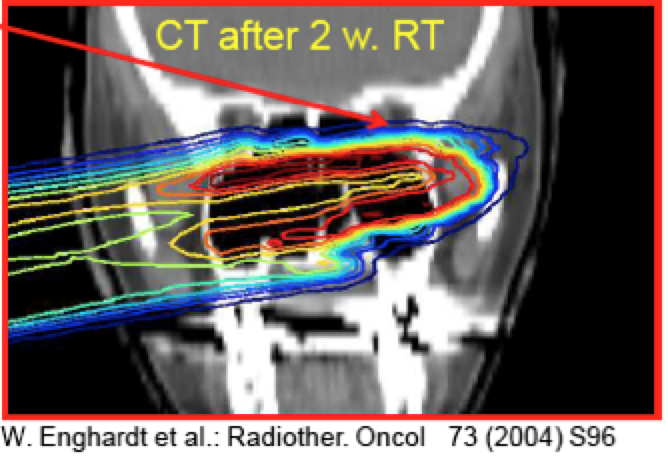 CT after 2 w. RT
W. Enghardt et al.: Radiother. Oncol 73 (2004) S96